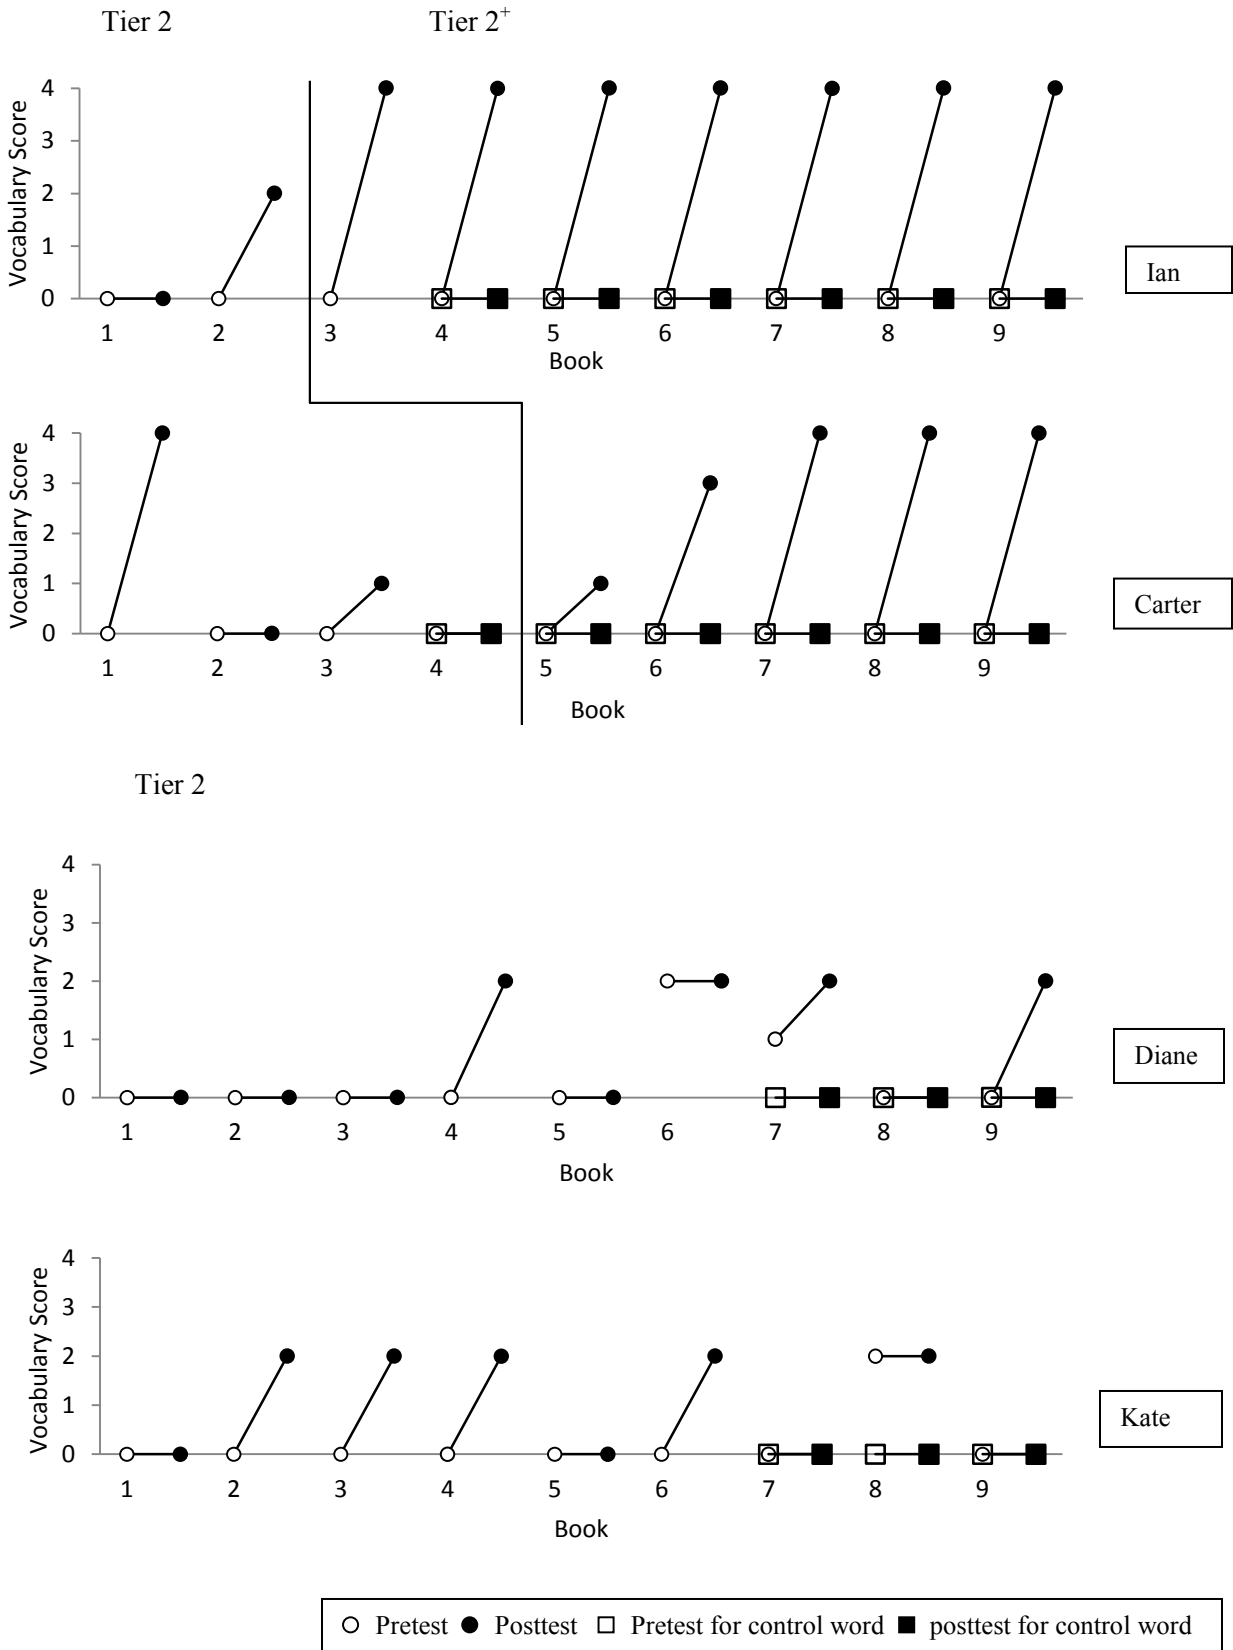 Tier 2 Tier 2⁺
Vocabulary Score
4
3
2
1
0
1 2 3 4 5 6 7 8 9
Book
Ian
Vocabulary Score
4
3
2
1
0
1 2 3 4 5 6 7 8 9
Book
Carter
Tier 2
Vocabulary Score
4
3
2
1
0
1 2 3 4 5 6 7 8 9
Book
Diane
Vocabulary Score
4
3
2
1
0
1 2 3 4 5 6 7 8 9
Book
Kate
Pretest Posttest Pretest for control word posttest for control word